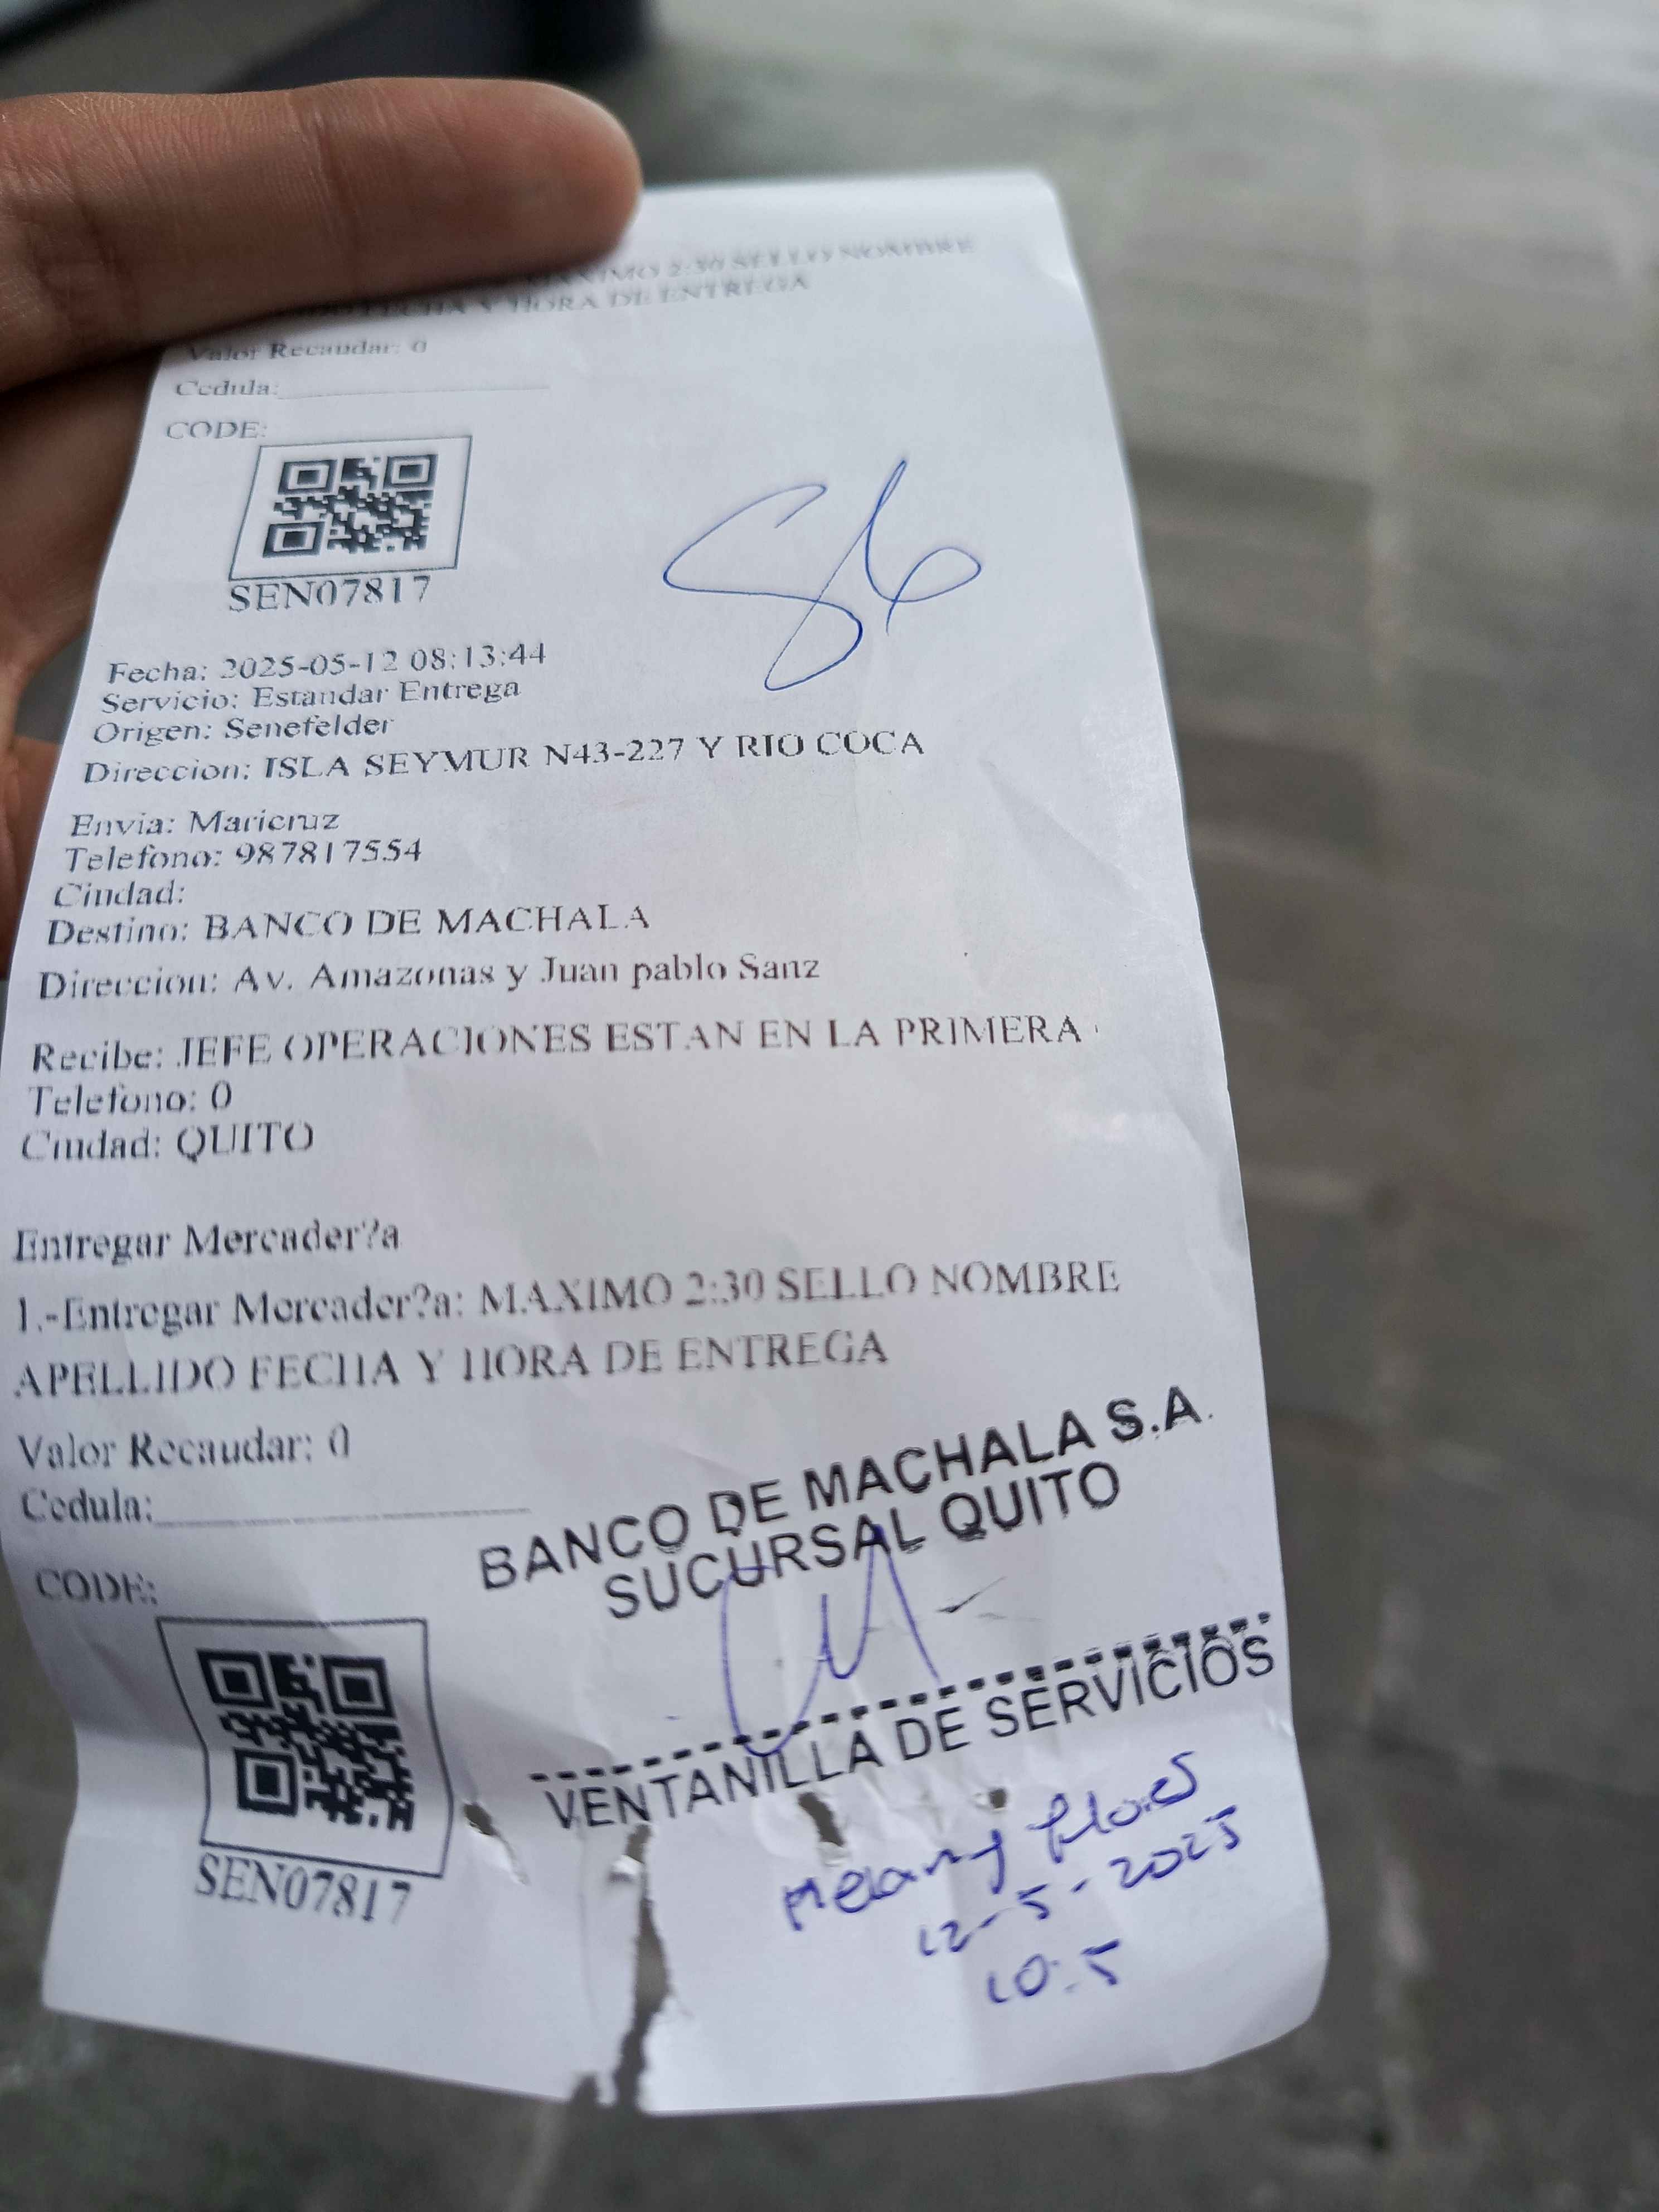 MAXIMO 2:30 SELLO NOMBRE
FECHA Y HORA DE ENTREGA
Valor Recaudar: 0
Cedula:
CODE:
SEN07817
Fecha: 2025-05-12 08:13:44
Servicio: Estandar Entrega
Origen: Senefelder
Direccion: ISLA SEYMUR N43-227 Y RIO COCA
Envia: Maricruz
Telefono: 987817554
Ciudad:
Destino: BANCO DE MACHALA
Direccion: Av. Amazonas y Juan pablo Sanz
Recibe: JEFE OPERACIONES ESTAN EN LA PRIMERA
Telefono: 0
Ciudad: QUITO
Entregar Mercader?a
1.-Entregar Mercader?a: MAXIMO 2:30 SELLO NOMBRE
APELLIDO FECHA Y HORA DE ENTREGA
Valor Recaudar: 0
Cedula:
CODE:
SEN07817
BANCO DE MACHALA S.A.
SUCURSAL QUITO
VENTANILLA DE SERVICIOS
Melany
12-5-2025
10:5